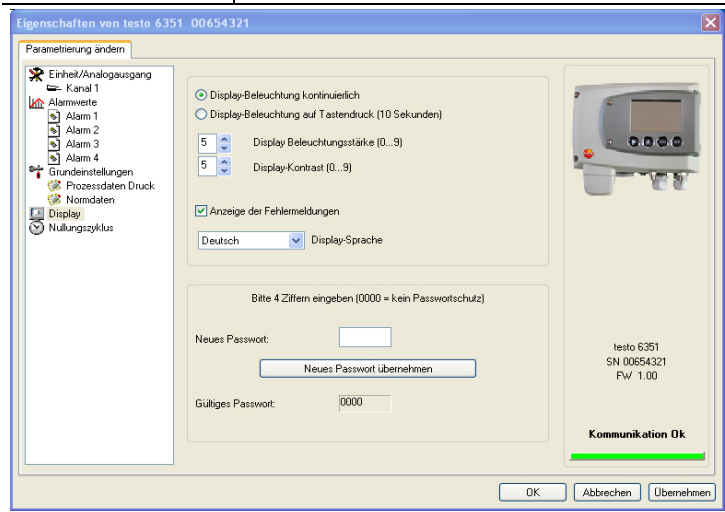 Eigenschaften von testo 6351 00654321
Parametrierung ändern
Einheit/Analogausgang
Kanal 1
Alarmwerte
Alarm 1
Alarm 2
Alarm 3
Alarm 4
Grundeinstellungen
Prozessdaten Druck
Normdaten
Display
Nullungszyklus
Display-Beleuchtung kontinuierlich
Display-Beleuchtung auf Tastendruck (10 Sekunden)
5 Display Beleuchtungsstärke (0...9)
5 Display-Kontrast (0...9)
Anzeige der Fehlermeldungen
Deutsch Display-Sprache
Bitte 4 Ziffern eingeben (0000 = kein Passwortschutz)
Neues Passwort:
Neues Passwort übernehmen
Gültiges Passwort: 0000
testo 6351
SN 00654321
FW 1.00
Kommunikation Ok
OK Abbrechen Übernehmen